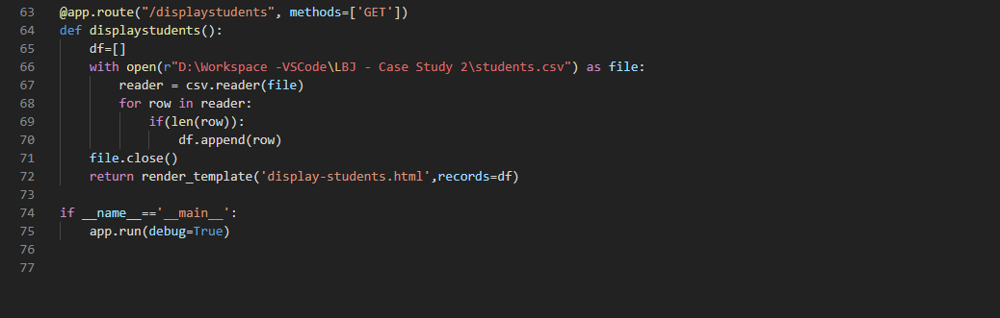 63 @app.route("/displaystudents", methods=['GET'])
64 def displaystudents():
65     df=[]
66     with open(r"D:\Workspace -VSCode\LBJ - Case Study 2\students.csv") as file:
67         reader = csv.reader(file)
68         for row in reader:
69             if(len(row)):
70                 df.append(row)
71     file.close()
72     return render_template('display-students.html',records=df)
73
74 if __name__=='__main__':
75     app.run(debug=True)
76
77